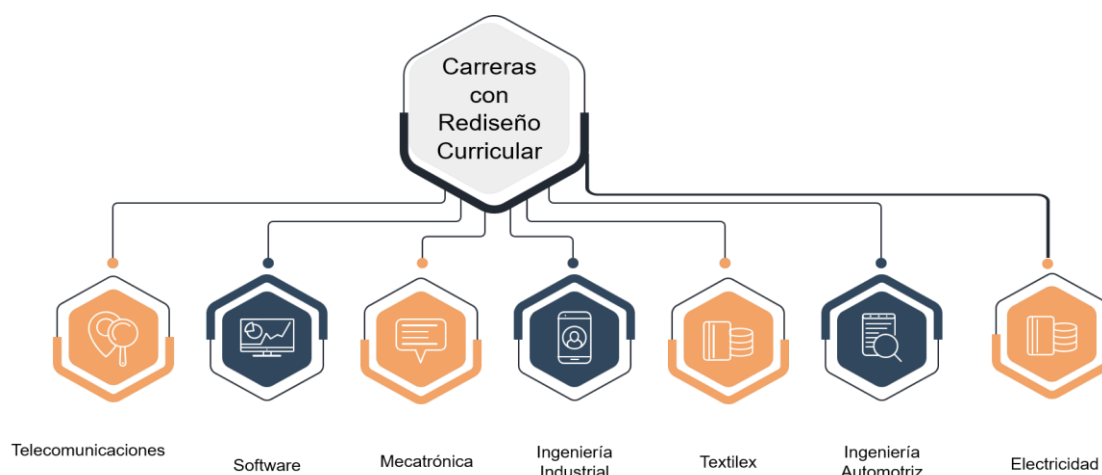 Carreras
con
Rediseño
Curricular
Telecomunicaciones
Software
Mecatrónica
Ingeniería
Industrial
Textilex
Ingeniería
Automotriz
Electricidad